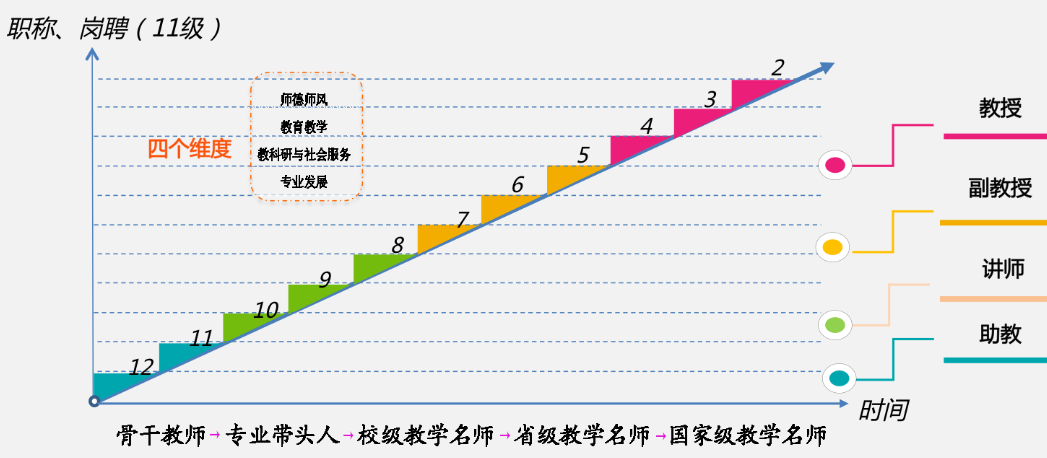 职称、岗聘（11级）
四个维度
师德师风
教育教学
教科研与社会服务
专业发展
2
3
4
5
6
7
8
9
10
11
12
教授
副教授
讲师
助教
时间
骨干教师→专业带头人→校级教学名师→省级教学名师→国家级教学名师